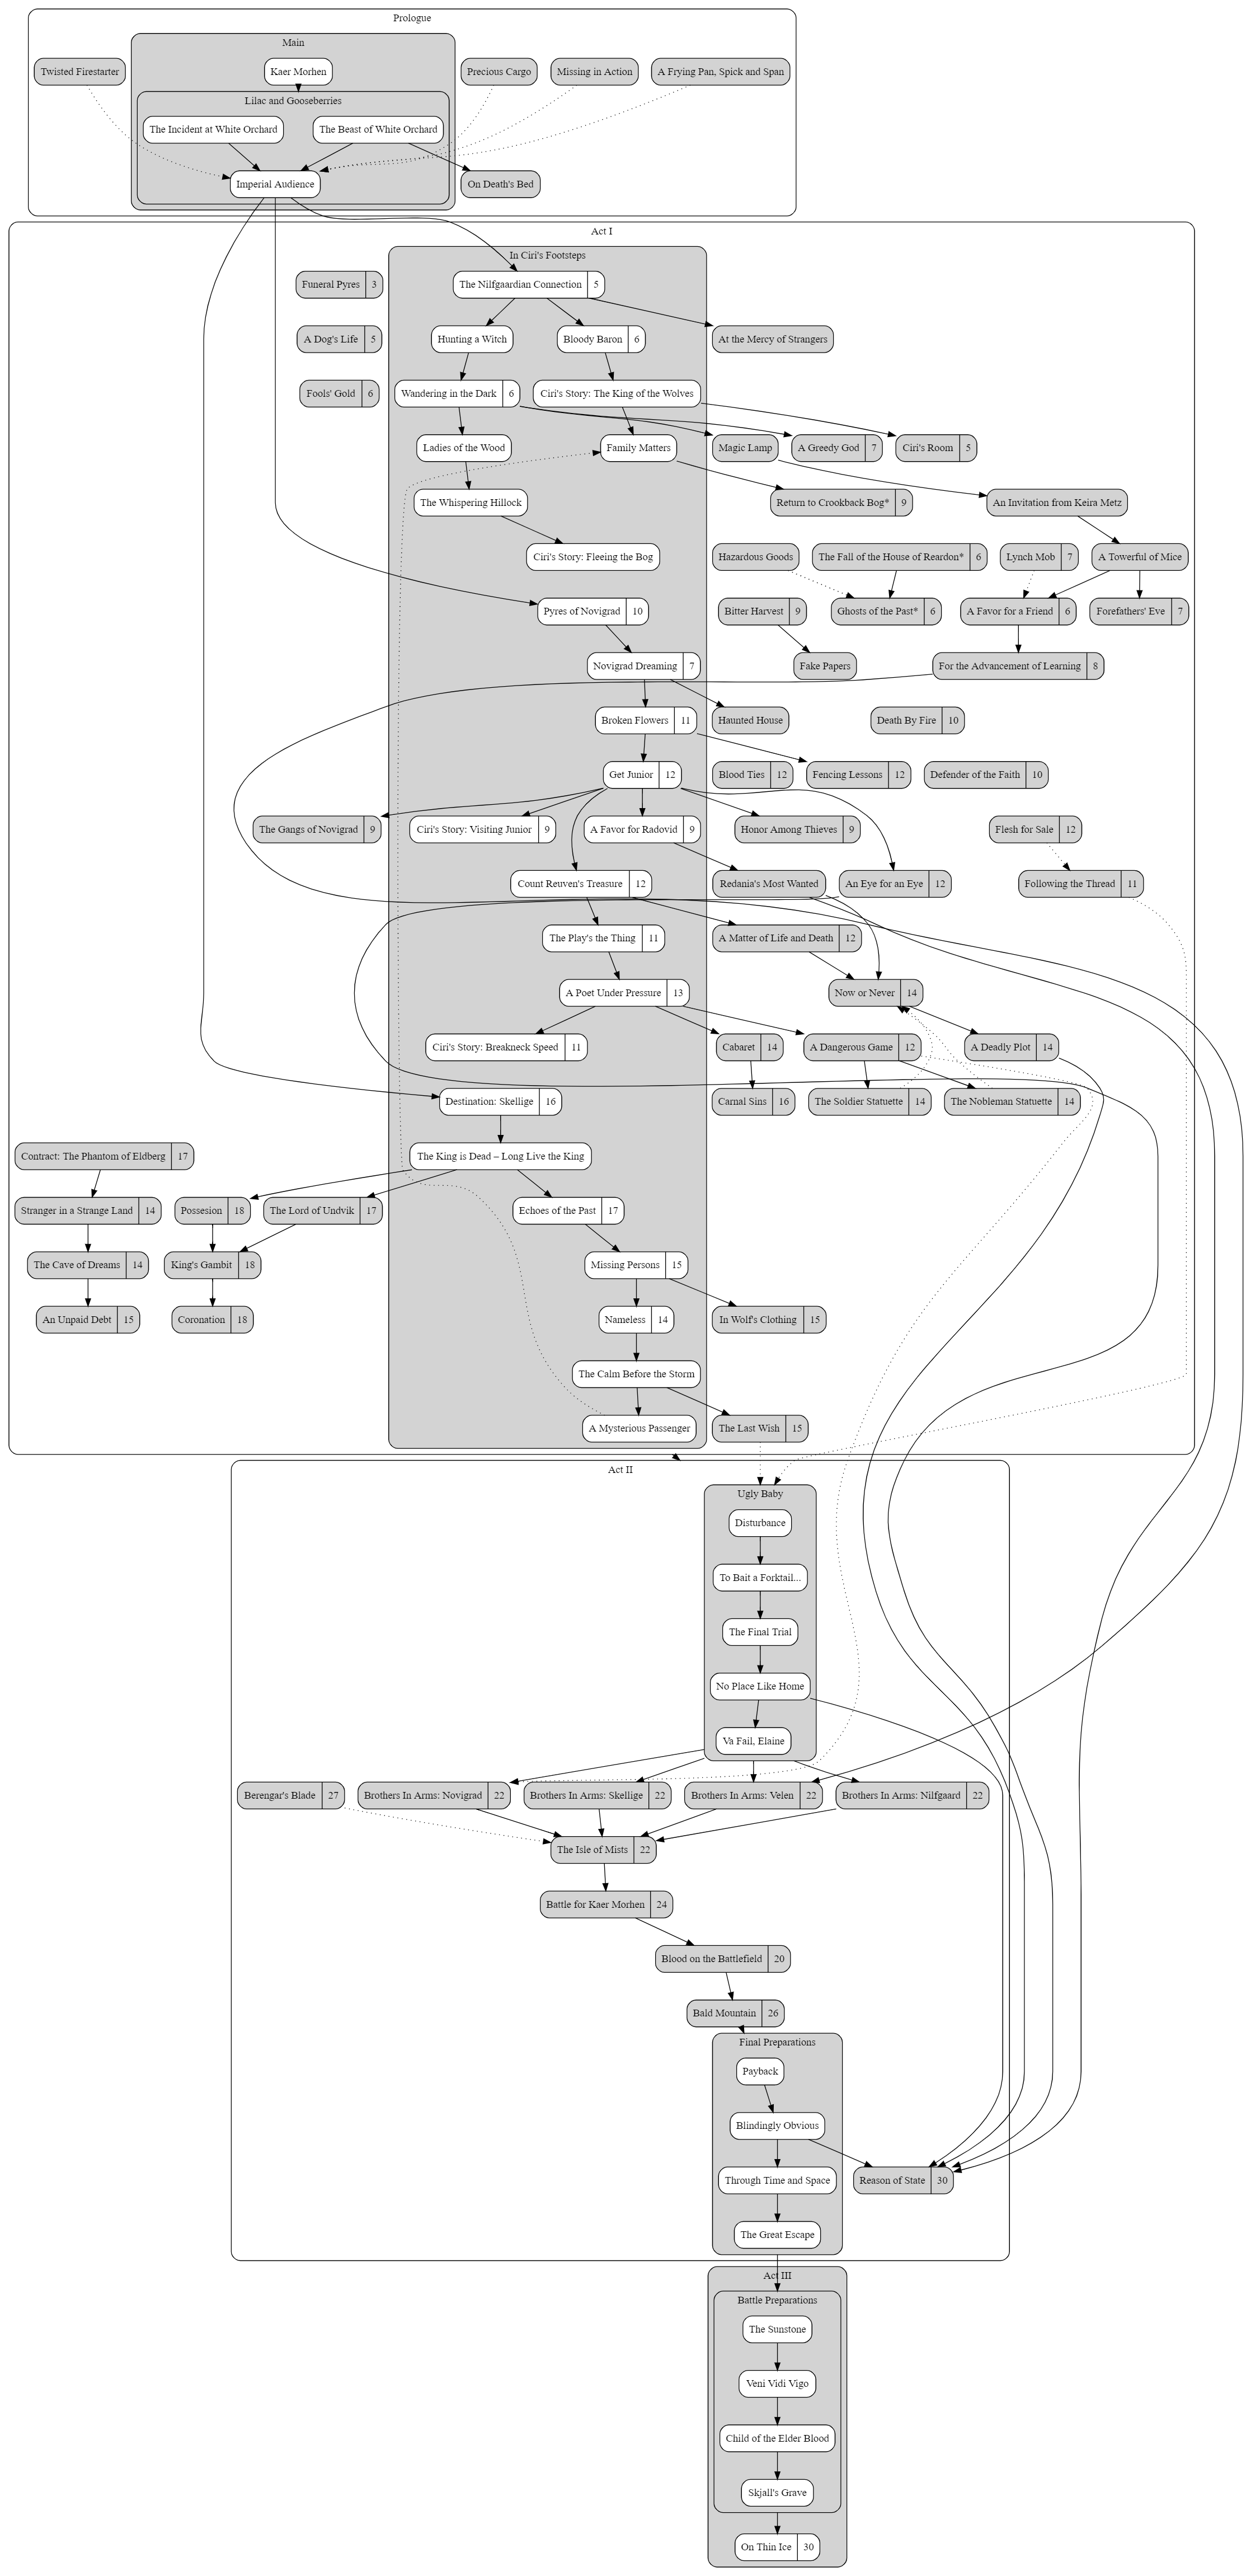 Prologue
Main
Twisted Firestarter
Kaer Morhen
Precious Cargo
Missing in Action
A Frying Pan, Spick and Span
Lilac and Gooseberries
The Incident at White Orchard
The Beast of White Orchard
Imperial Audience
On Death's Bed
Act I
In Ciri's Footsteps
Funeral Pyres 3
The Nilfgaardian Connection 5
A Dog's Life 5
Hunting a Witch
Bloody Baron 6
At the Mercy of Strangers
Fools' Gold 6
Wandering in the Dark 6
Ciri's Story: The King of the Wolves
Ladies of the Wood
Family Matters
Magic Lamp
A Greedy God 7
Ciri's Room 5
The Whispering Hillock
Return to Crookback Bog* 9
An Invitation from Keira Metz
Ciri's Story: Fleeing the Bog
Hazardous Goods
The Fall of the House of Reardon* 6
Lynch Mob 7
A Towerful of Mice
Pyres of Novigrad 10
Bitter Harvest 9
Ghosts of the Past* 6
A Favor for a Friend 6
Forefathers' Eve 7
Novigrad Dreaming 7
Fake Papers
For the Advancement of Learning 8
Broken Flowers 11
Haunted House
Death By Fire 10
Get Junior 12
Blood Ties 12
Fencing Lessons 12
Defender of the Faith 10
The Gangs of Novigrad 9
Ciri's Story: Visiting Junior 9
A Favor for Radovid 9
Honor Among Thieves 9
Flesh for Sale 12
Count Reuven's Treasure 12
Redania's Most Wanted
An Eye for an Eye 12
Following the Thread 11
The Play's the Thing 11
A Matter of Life and Death 12
A Poet Under Pressure 13
Now or Never 14
Ciri's Story: Breakneck Speed 11
Cabaret 14
A Dangerous Game 12
A Deadly Plot 14
Destination: Skellige 16
Carnal Sins 16
The Soldier Statuette 14
The Nobleman Statuette 14
Contract: The Phantom of Eldberg 17
The King is Dead – Long Live the King
Stranger in a Strange Land 14
Possesion 18
The Lord of Undvik 17
Echoes of the Past 17
The Cave of Dreams 14
King's Gambit 18
Missing Persons 15
An Unpaid Debt 15
Coronation 18
Nameless 14
In Wolf's Clothing 15
The Calm Before the Storm
A Mysterious Passenger
The Last Wish 15
Act II
Ugly Baby
Disturbance
To Bait a Forktail...
The Final Trial
No Place Like Home
Va Fail, Elaine
Berengar's Blade 27
Brothers In Arms: Novigrad 22
Brothers In Arms: Skellige 22
Brothers In Arms: Velen 22
Brothers In Arms: Nilfgaard 22
The Isle of Mists 22
Battle for Kaer Morhen 24
Blood on the Battlefield 20
Bald Mountain 26
Final Preparations
Payback
Blindingly Obvious
Through Time and Space
Reason of State 30
The Great Escape
Act III
Battle Preparations
The Sunstone
Veni Vidi Vigo
Child of the Elder Blood
Skjall's Grave
On Thin Ice 30